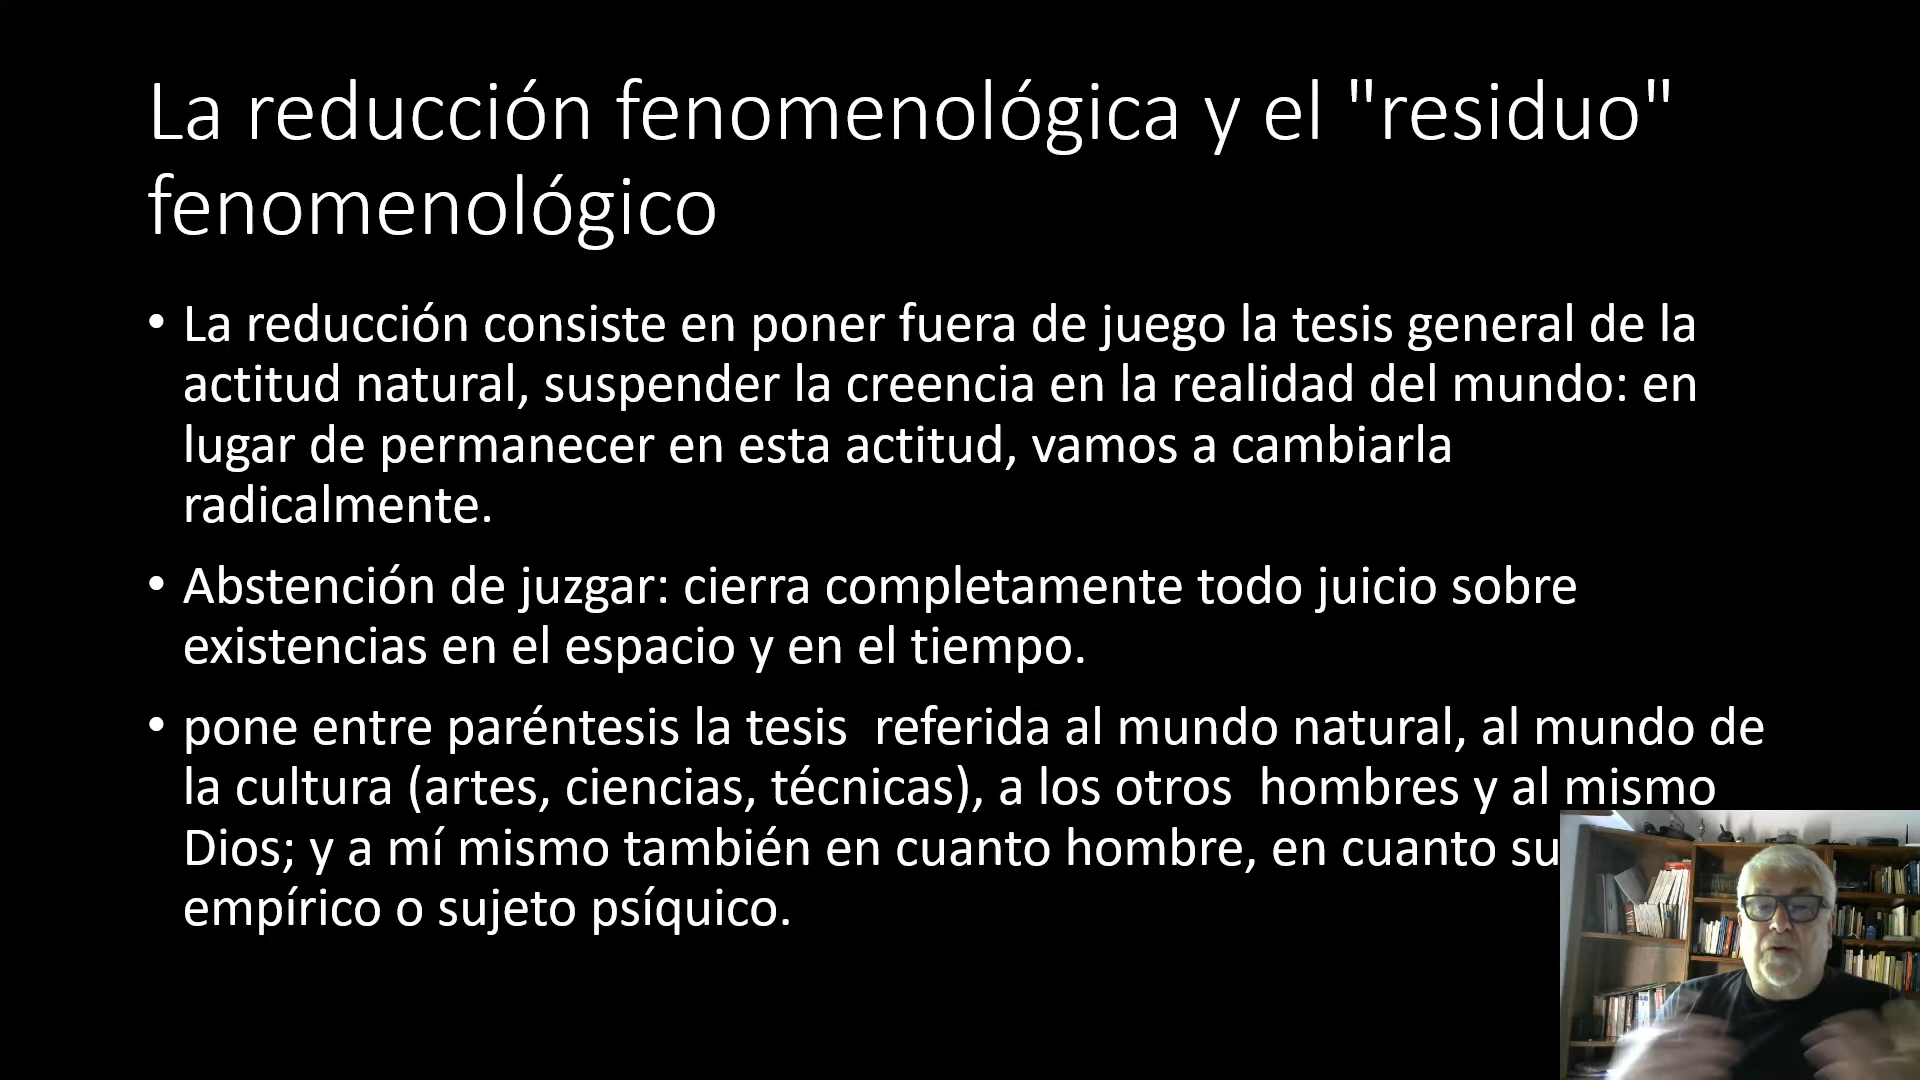 La reducción fenomenológica y el "residuo"
fenomenológico
• La reducción consiste en poner fuera de juego la tesis general de la
actitud natural, suspender la creencia en la realidad del mundo: en
lugar de permanecer en esta actitud, vamos a cambiarla
radicalmente.
• Abstención de juzgar: cierra completamente todo juicio sobre
existencias en el espacio y en el tiempo.
• pone entre paréntesis la tesis  referida al mundo natural, al mundo de
la cultura (artes, ciencias, técnicas), a los otros  hombres y al mismo
Dios; y a mí mismo también en cuanto hombre, en cuanto su
empírico o sujeto psíquico.